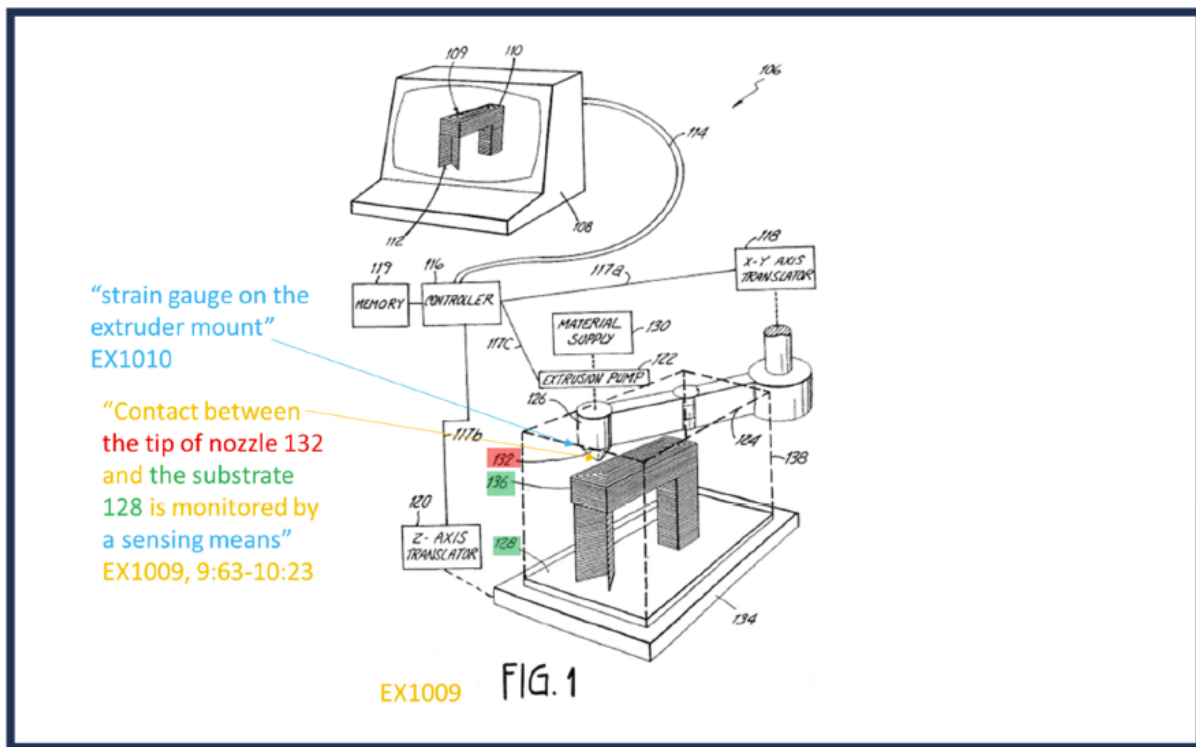 109
110
106
114
108
112
118
X-Y AXIS
TRANSLATOR
117a
119
MEMORY
116
CONTROLLER
“strain gauge on the
extruder mount”
EX1010
MATERIAL
SUPPLY
130
117C
122
EXTRUSION PUMP
126
“Contact between
the tip of nozzle 132
and the substrate
128 is monitored by
a sensing means”
EX1009, 9:63-10:23
117b
124
132
138
136
120
Z-AXIS
TRANSLATOR
128
134
EX1009
FIG. 1